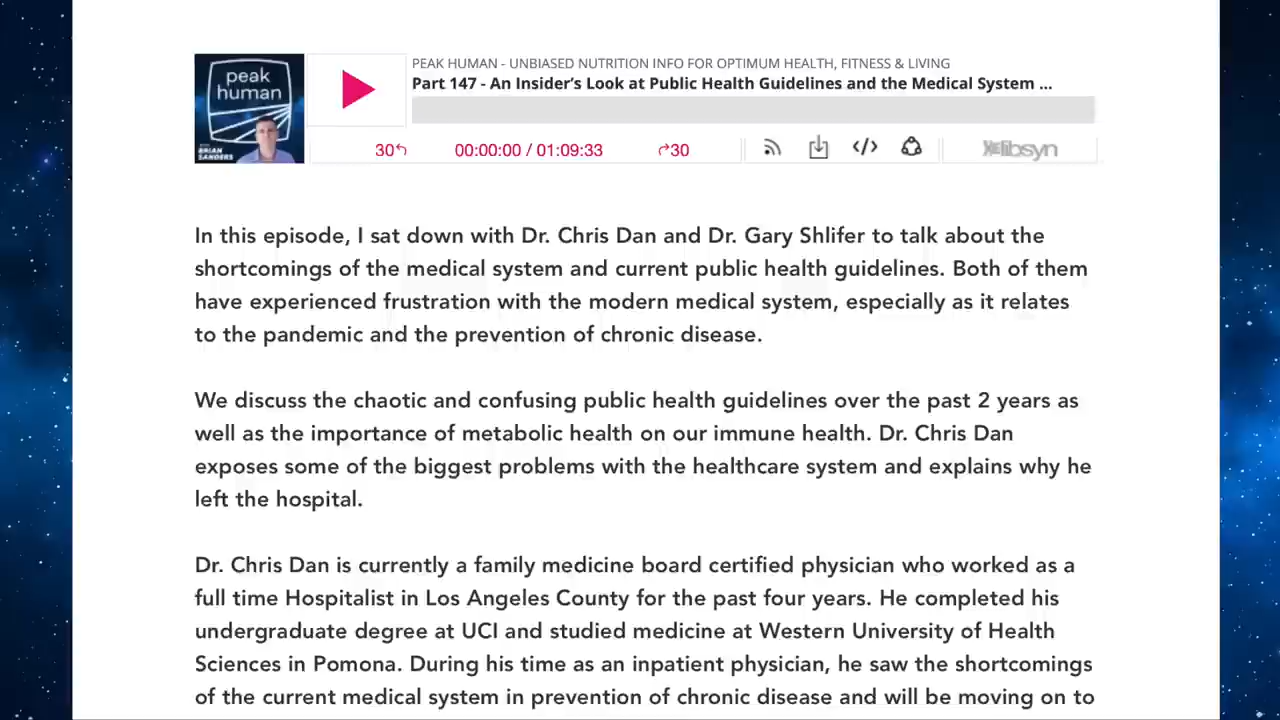 peak
human
BRIAN
SANDERS
PEAK HUMAN - UNBIASED NUTRITION INFO FOR OPTIMUM HEALTH, FITNESS & LIVING
Part 147 - An Insider’s Look at Public Health Guidelines and the Medical System ...
30 00:00:00 / 01:09:33 30 </> libsyn
In this episode, I sat down with Dr. Chris Dan and Dr. Gary Shlifer to talk about the
shortcomings of the medical system and current public health guidelines. Both of them
have experienced frustration with the modern medical system, especially as it relates
to the pandemic and the prevention of chronic disease.
We discuss the chaotic and confusing public health guidelines over the past 2 years as
well as the importance of metabolic health on our immune health. Dr. Chris Dan
exposes some of the biggest problems with the healthcare system and explains why he
left the hospital.
Dr. Chris Dan is currently a family medicine board certified physician who worked as a
full time Hospitalist in Los Angeles County for the past four years. He completed his
undergraduate degree at UCI and studied medicine at Western University of Health
Sciences in Pomona. During his time as an inpatient physician, he saw the shortcomings
of the current medical system in prevention of chronic disease and will be moving on to